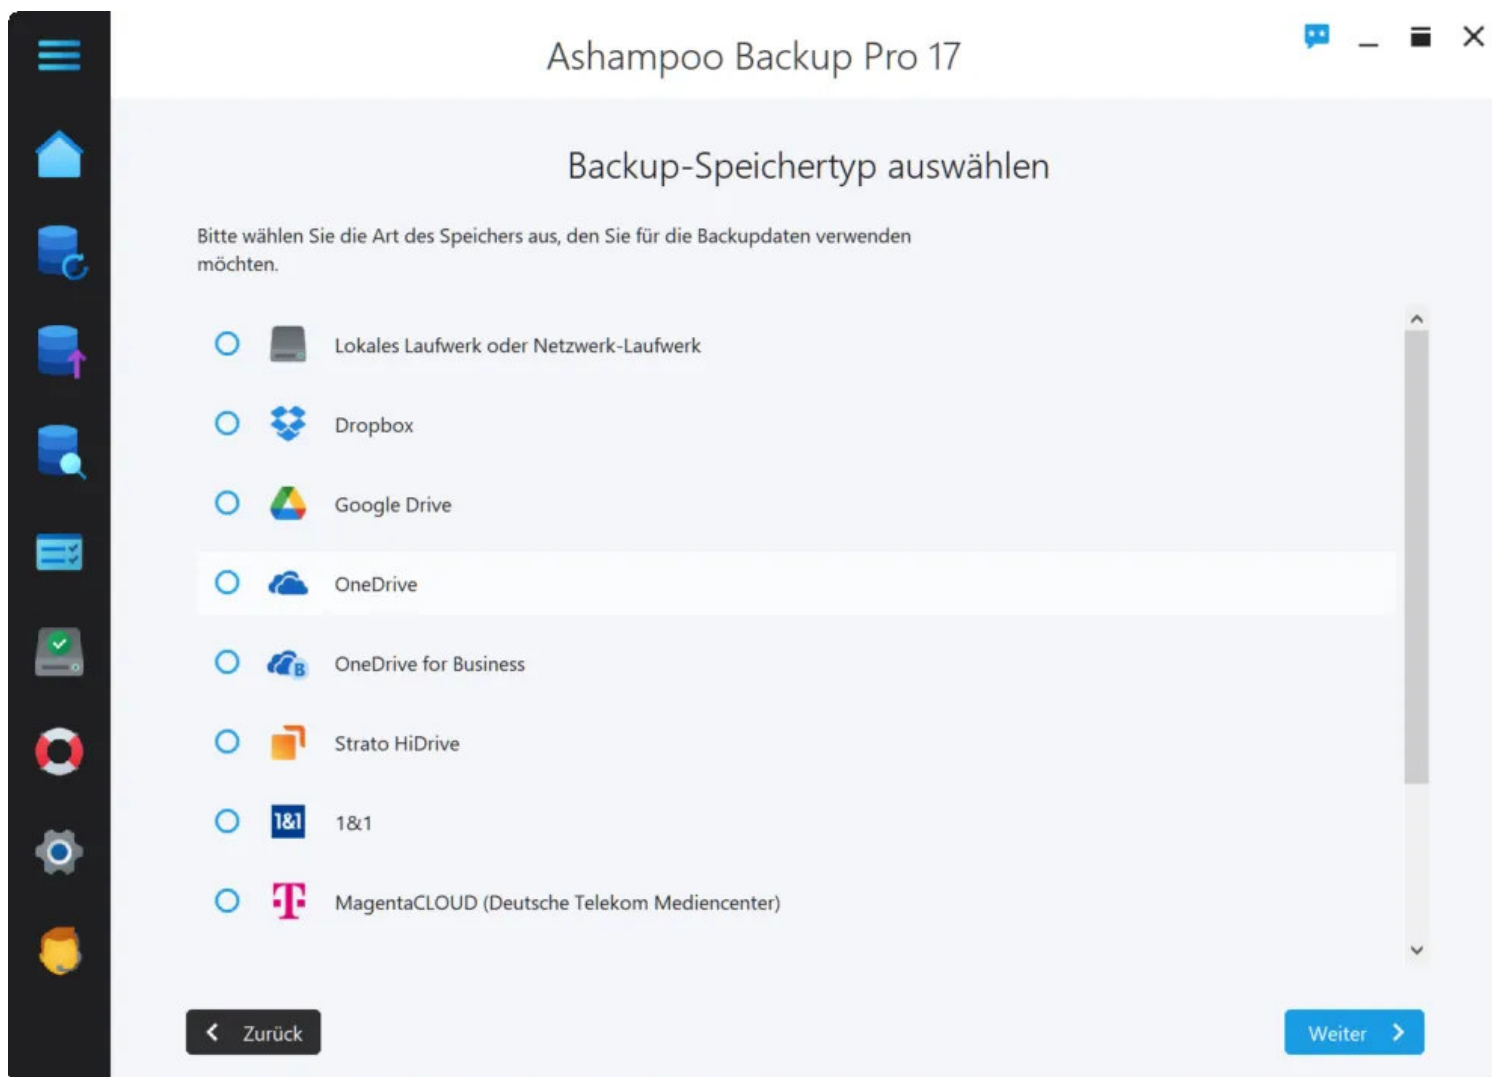 Ashampoo Backup Pro 17
Backup-Speichertyp auswählen
Bitte wählen Sie die Art des Speichers aus, den Sie für die Backupdaten verwenden
möchten.
Lokales Laufwerk oder Netzwerk-Laufwerk
Dropbox
Google Drive
OneDrive
B
OneDrive for Business
Strato HiDrive
1&1 1&1
T MagentaCLOUD (Deutsche Telekom Mediencenter)
Zurück
Weiter